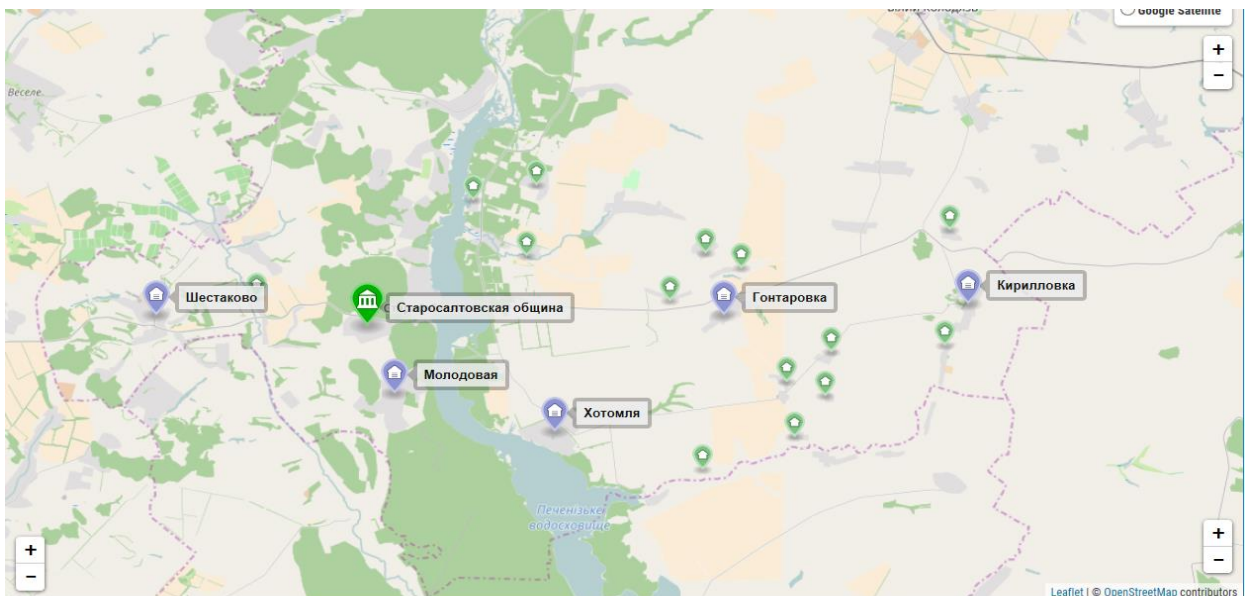 Google Satellite
+
−
Веселе
Шестаково
Старосалтовская община
Гонтаровка
Кирилловка
Молодовая
Хотомля
Печенізьке
водосховище
+
−
+
−
Leaflet | © OpenStreetMap contributors